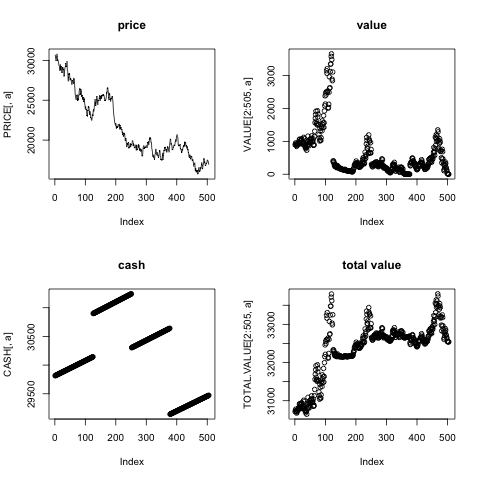 price
PRICE[, a]
20000 25000 30000
0 100 200 300 400 500
Index
value
VALUE[2:505, a]
0 1000 2000 3000
0 100 200 300 400 500
Index
cash
CASH[, a]
29500 30500
0 100 200 300 400 500
Index
total value
TOTAL.VALUE[2:505, a]
31000 32000 33000
0 100 200 300 400 500
Index